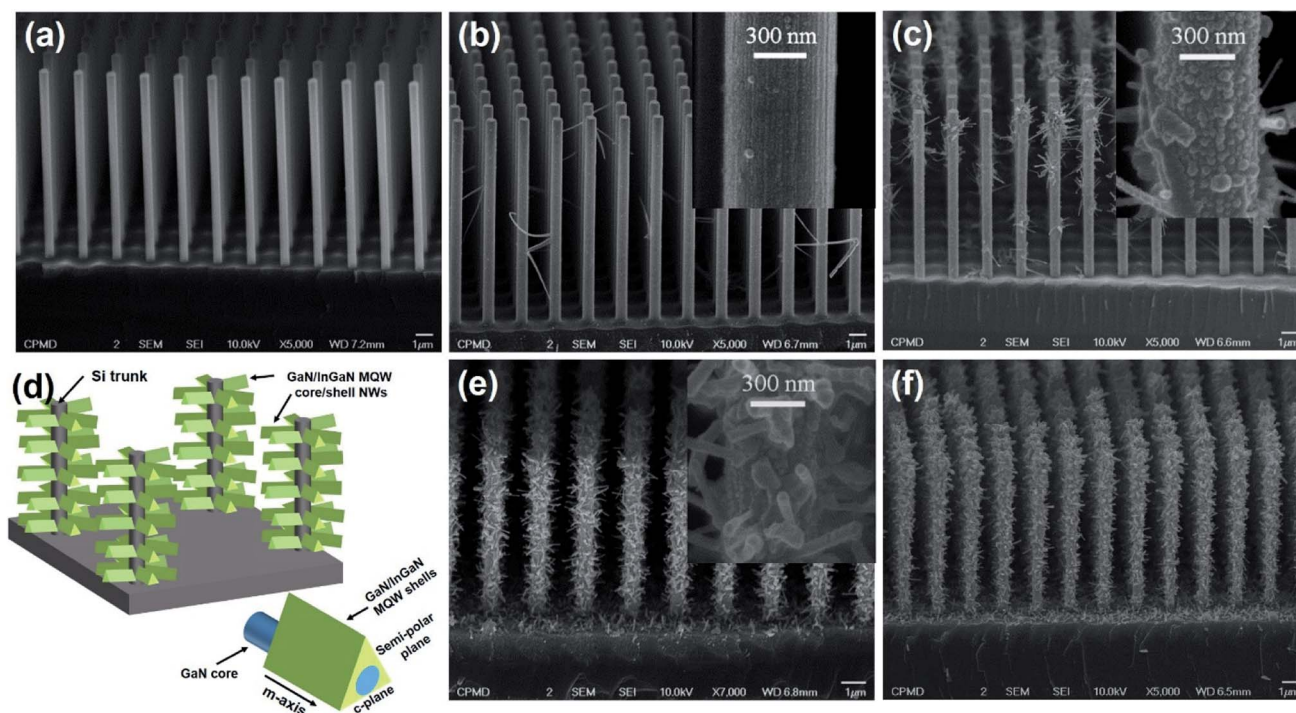 (a)
CPMD 2 SEM SEI 10.0kV X5,000 WD 7.2mm 1μm
(b)
300 nm
CPMD 2 SEM SEI 10.0kV X5,000 WD 6.7mm 1μm
(c)
300 nm
CPMD 2 SEM SEI 10.0kV X5,000 WD 6.6mm 1μm
(d)
Si trunk
GaN/InGaN MQW
core/shell NWs
GaN/InGaN
MQW shells
Semi-polar
plane
GaN core
m-axis
c-plane
(e)
300 nm
CPMD 2 SEM SEI 10.0kV X7,000 WD 6.8mm 1μm
(f)
CPMD 2 SEM SEI 10.0kV X5,000 WD 6.5mm 1μm